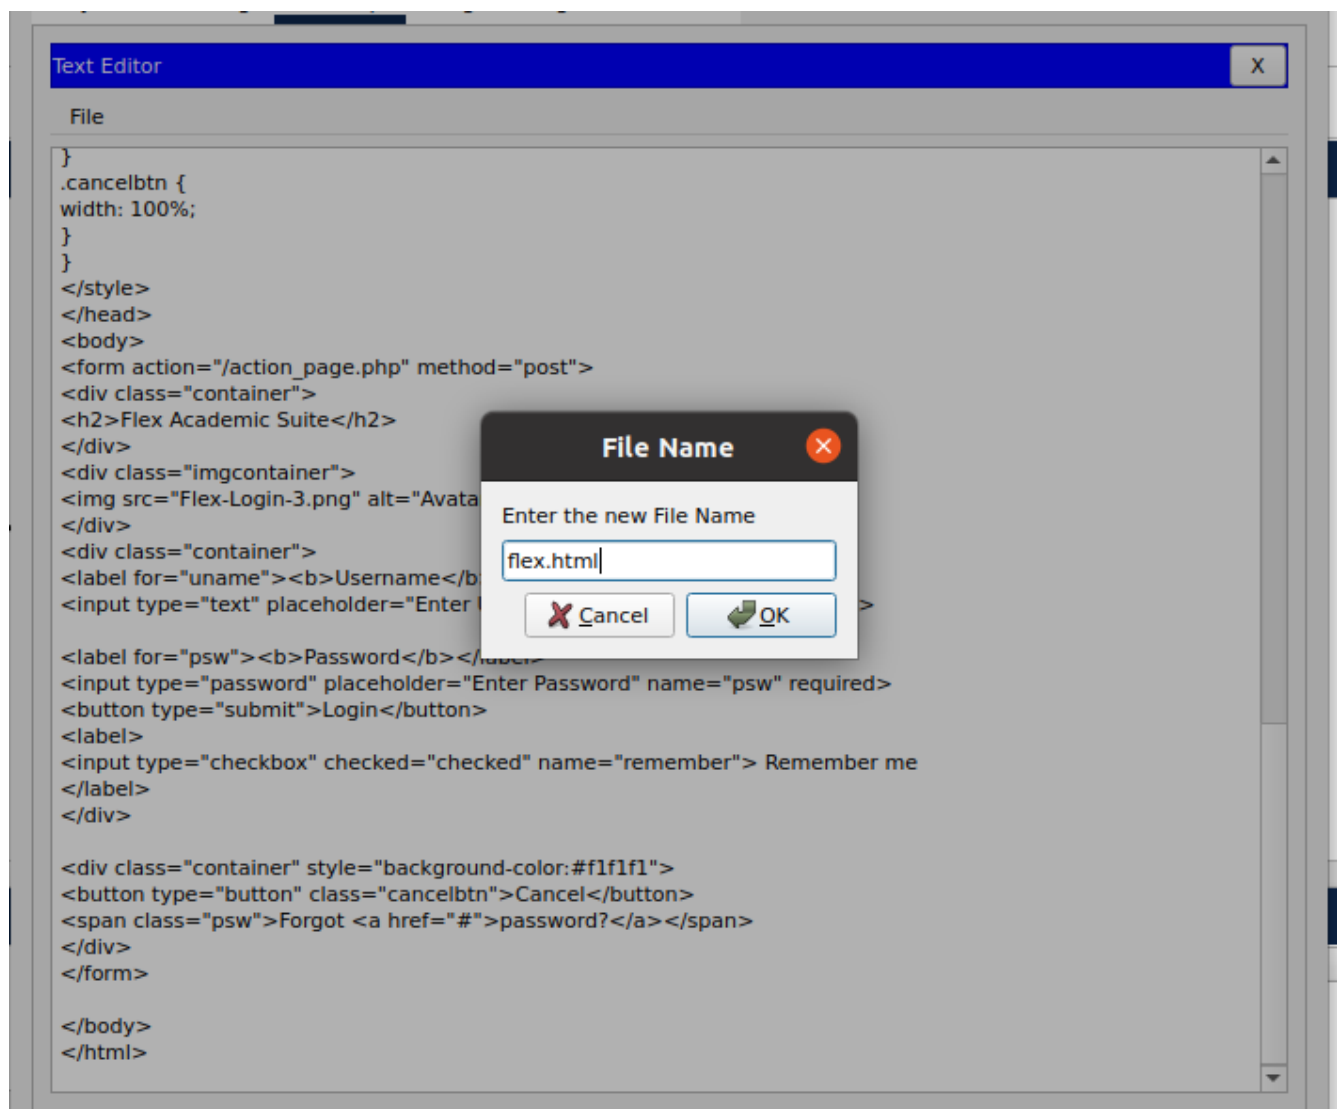 Text Editor
X
File
}
.cancelbtn {
width: 100%;
}
}
</style>
</head>
<body>
<form action="/action_page.php" method="post">
<div class="container">
<h2>Flex Academic Suite</h2>
</div>
<div class="imgcontainer">
<img src="Flex-Login-3.png" alt="Avata
</div>
<div class="container">
<label for="uname"><b>Username</b
<input type="text" placeholder="Enter >
<label for="psw"><b>Password</b></label>
<input type="password" placeholder="Enter Password" name="psw" required>
<button type="submit">Login</button>
<label>
<input type="checkbox" checked="checked" name="remember"> Remember me
</label>
</div>
<div class="container" style="background-color:#f1f1f1">
<button type="button" class="cancelbtn">Cancel</button>
<span class="psw">Forgot <a href="#">password?</a></span>
</div>
</form>
</body>
</html>
File Name
Enter the new File Name
flex.html
Cancel
OK